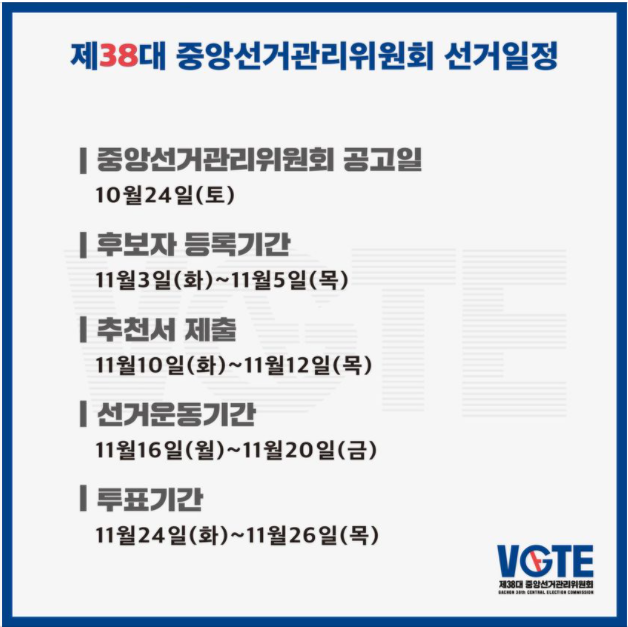 제38대 중앙선거관리위원회 선거일정
중앙선거관리위원회 공고일
10월24일(토)
후보자 등록기간
11월3일(화)~11월5일(목)
추천서 제출
11월10일(화)~11월12일(목)
선거운동기간
11월16일(월)~11월20일(금)
투표기간
11월24일(화)~11월26일(목)
VOTE
VOTE
제38대 중앙선거관리위원회
GACHON 38th CENTRAL ELECTION COMMISSION